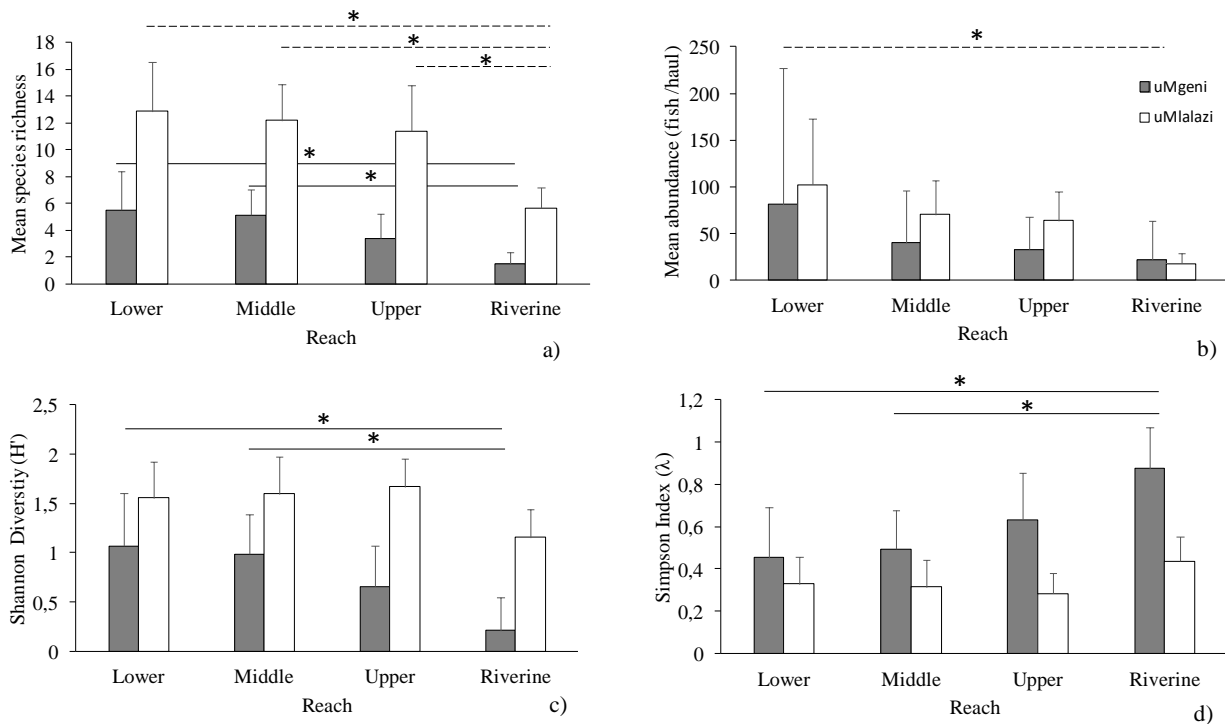 *
*
*
*
*
18
16
14
12
10
8
6
4
2
0
Mean species richness
Lower Middle Upper Riverine
Reach
a)
*
250
200
150
100
50
0
Mean abundance (fish /haul)
uMgeni
uMlalazi
Lower Middle Upper Riverine
Reach
b)
*
*
2,5
2
1,5
1
0,5
0
Shannon Diverstiy (H')
Lower Middle Upper Riverine
Reach
c)
*
*
1,2
1
0,8
0,6
0,4
0,2
0
Simpson Index (λ)
Lower Middle Upper Riverine
Reach
d)